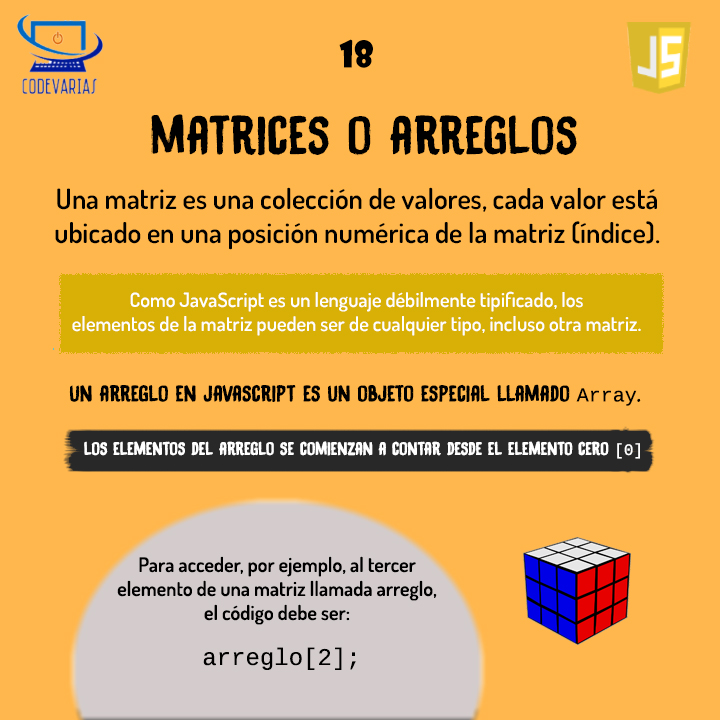 CODEVARIAS
18
JS
MATRICES O ARREGLOS
Una matriz es una colección de valores, cada valor está
ubicado en una posición numérica de la matriz (índice).
Como JavaScript es un lenguaje débilmente tipificado, los
elementos de la matriz pueden ser de cualquier tipo, incluso otra matriz.
UN ARREGLO EN JAVASCRIPT ES UN OBJETO ESPECIAL LLAMADO Array.
LOS ELEMENTOS DEL ARREGLO SE COMIENZAN A CONTAR DESDE EL ELEMENTO CERO [0]
Para acceder, por ejemplo, al tercer
elemento de una matriz llamada arreglo,
el código debe ser:
arreglo[2];